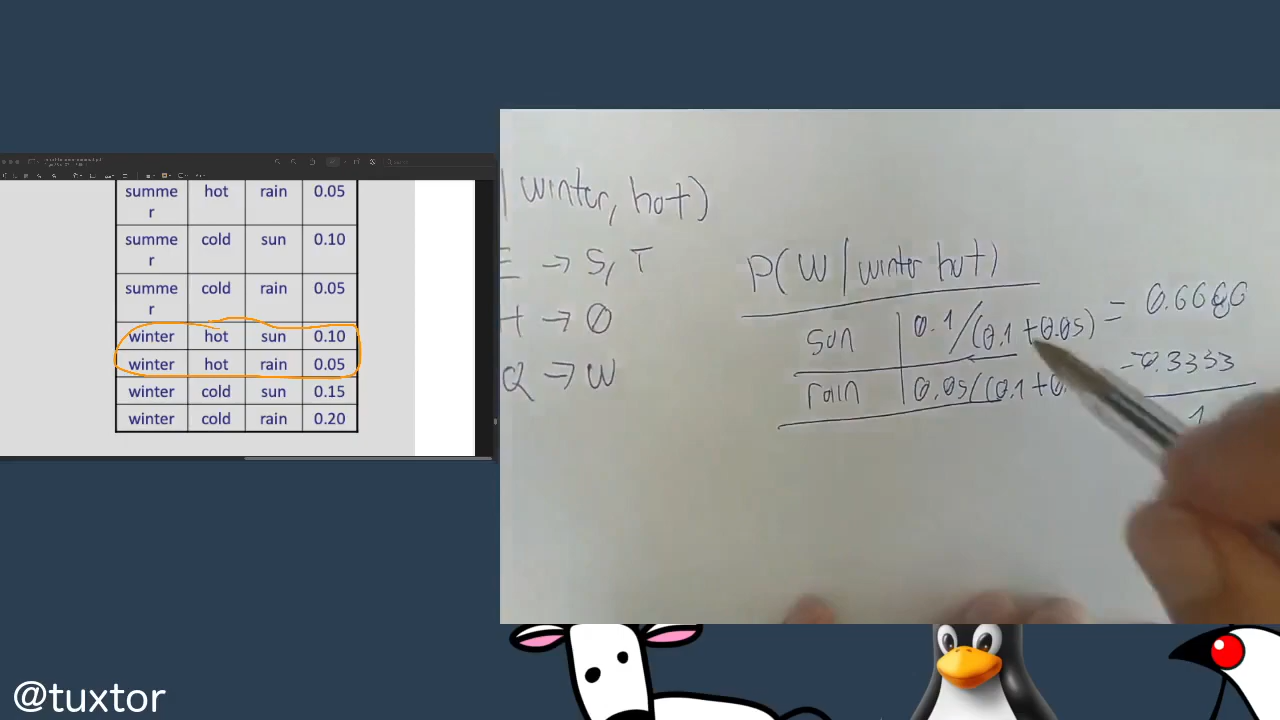 summe hot rain 0.05
r
summe cold sun 0.10
r
summe cold rain 0.05
r
winter hot sun 0.10
winter hot rain 0.05
winter cold sun 0.15
winter cold rain 0.20
| winter, hot)
E → S, T
H → ∅
Q → W
P(W | winter hot)
sun | 0.1/(0.1+0.05) = 0.6660
rain | 0.05/(0.1+0. = 0.3333
1
@tuxtor